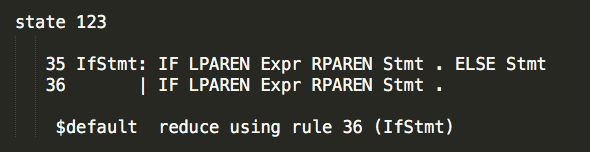 state 123
35 IfStmt: IF LPAREN Expr RPAREN Stmt . ELSE Stmt
36 | IF LPAREN Expr RPAREN Stmt .
$default reduce using rule 36 (IfStmt)